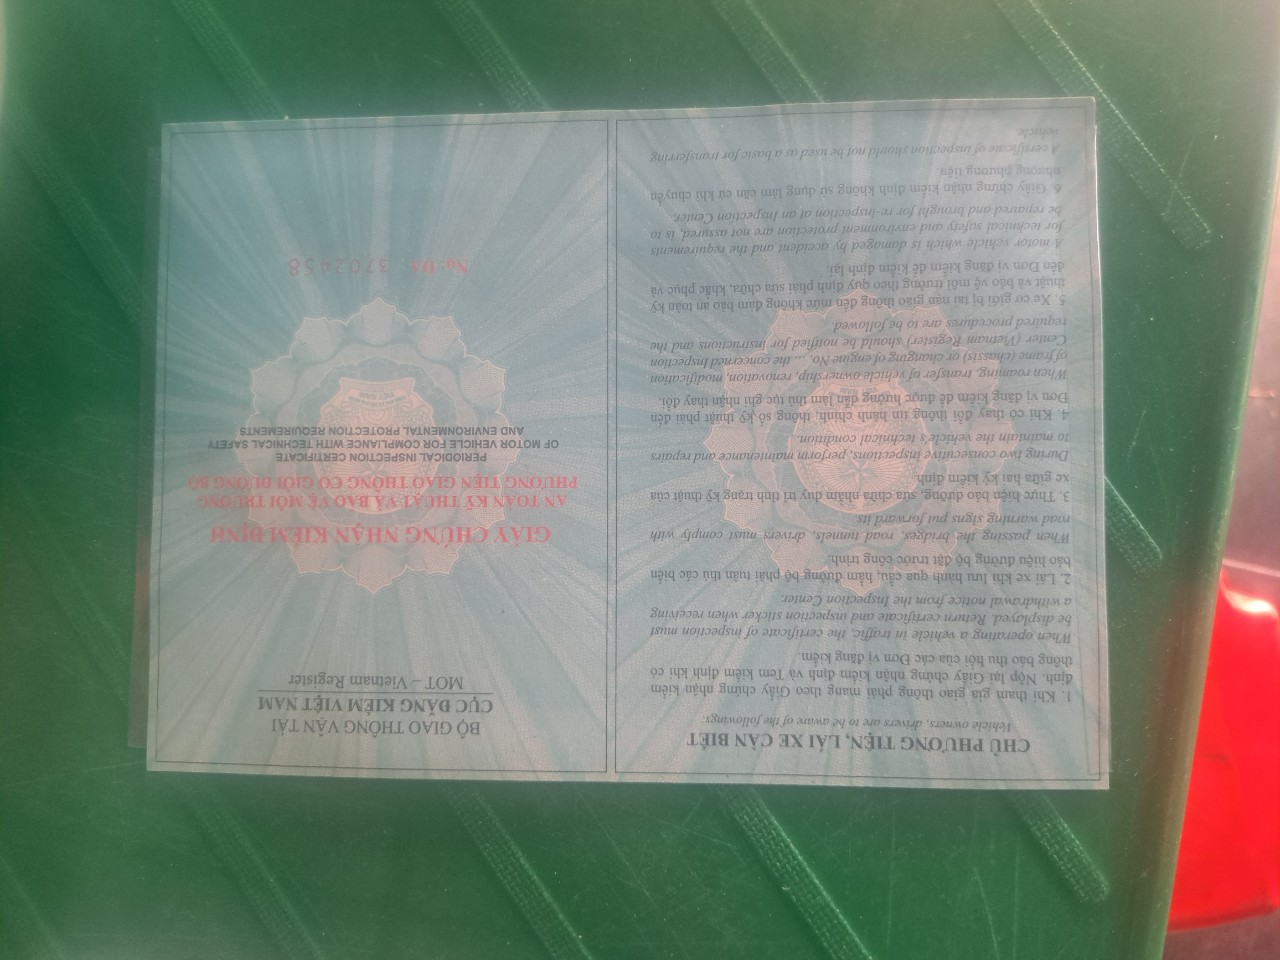 CHỦ PHƯƠNG TIỆN, LÁI XE CẦN BIẾT
Vehicle owners, drivers are to be aware of the followings:
1. Khi tham gia giao thông phải mang theo Giấy chứng nhận kiểm
định. Nộp lại Giấy chứng nhận kiểm định và Tem kiểm định khi có
thông báo thu hồi của các Đơn vị đăng kiểm.
When operating a vehicle in traffic, the certificate of inspection must
be displayed. Return certificate and inspection sticker when receiving
a withdrawal notice from the Inspection Center.
2. Lái xe khi lưu hành qua cầu, hầm đường bộ phải tuân thủ các biển
báo hiệu đường bộ đặt trước công trình.
When passing the bridges, road tunnels, drivers must comply with
road warning signs put forward its.
3. Thực hiện bảo dưỡng, sửa chữa nhằm duy trì tình trạng kỹ thuật của
xe giữa hai kỳ kiểm định.
During two consecutive inspections, perform maintenance and repairs
to maintain the vehicle's technical condition.
4. Khi có thay đổi thông tin hành chính, thông số kỹ thuật phải đến
Đơn vị đăng kiểm để được hướng dẫn làm thủ tục ghi nhận thay đổi.
When roaming, transfer of vehicle ownership, renovation, modification
of frame (chassis) or changung of engine No, ... the concerned Inspection
Center (Vietnam Register) should be notified for instructions and the
required procedures are to be followed.
5. Xe cơ giới bị tai nạn giao thông đến mức không đảm bảo an toàn kỹ
thuật và bảo vệ môi trường theo quy định phải sửa chữa, khắc phục và
đến Đơn vị đăng kiểm để kiểm định lại.
A motor vehicle which is damaged by accident and the requirements
for technical safety and environment protection are not assured, is to
be repaired and brought for re-inspection at an Inspection Center.
6. Giấy chứng nhận kiểm định không sử dụng làm căn cứ khi chuyển
nhượng phương tiện.
A certificate of inspection should not be used as a basic for transferring
vehicle.
BỘ GIAO THÔNG VẬN TẢI
CỤC ĐĂNG KIỂM VIỆT NAM
MOT – Vietnam Register
GIẤY CHỨNG NHẬN KIỂM ĐỊNH
AN TOÀN KỸ THUẬT VÀ BẢO VỆ MÔI TRƯỜNG
PHƯƠNG TIỆN GIAO THÔNG CƠ GIỚI ĐƯỜNG BỘ
PERIODICAL INSPECTION CERTIFICATE
OF MOTOR VEHICLE FOR COMPLIANCE WITH TECHNICAL SAFETY
AND ENVIRONMENTAL PROTECTION REQUIREMENTS
No: 3702458